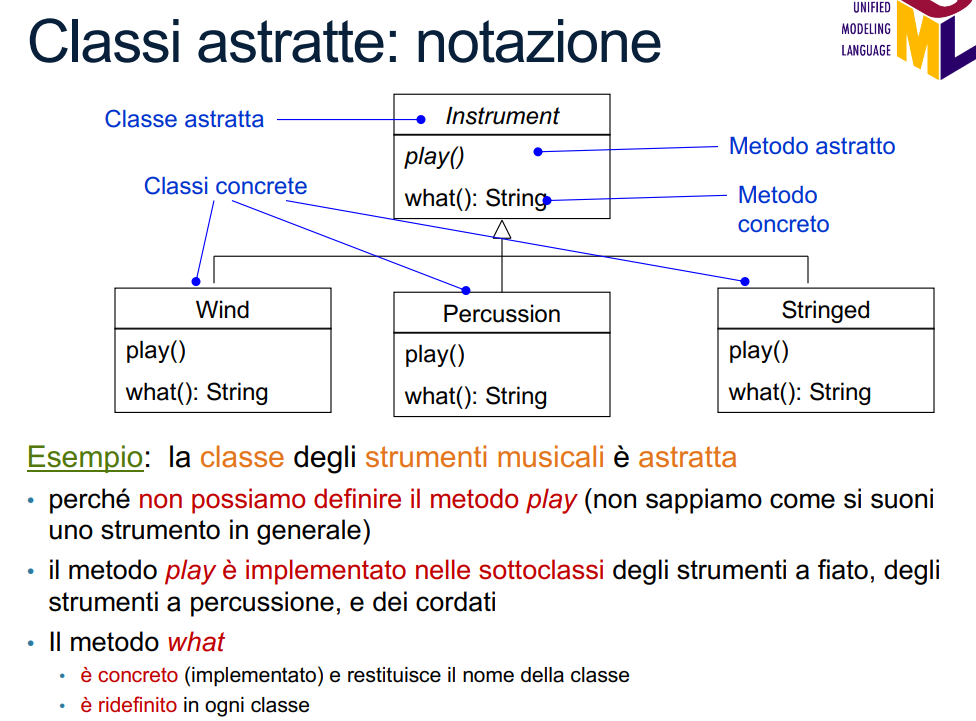 Classi astratte: notazione
UNIFIED
MODELING
LANGUAGE
ML
Classe astratta
Instrument
play()
what(): String
Metodo astratto
Metodo
concreto
Classi concrete
Wind
play()
what(): String
Percussion
play()
what(): String
Stringed
play()
what(): String
Esempio: la classe degli strumenti musicali è astratta
• perché non possiamo definire il metodo play (non sappiamo come si suoni
uno strumento in generale)
• il metodo play è implementato nelle sottoclassi degli strumenti a fiato, degli
strumenti a percussione, e dei cordati
• Il metodo what
• è concreto (implementato) e restituisce il nome della classe
• è ridefinito in ogni classe